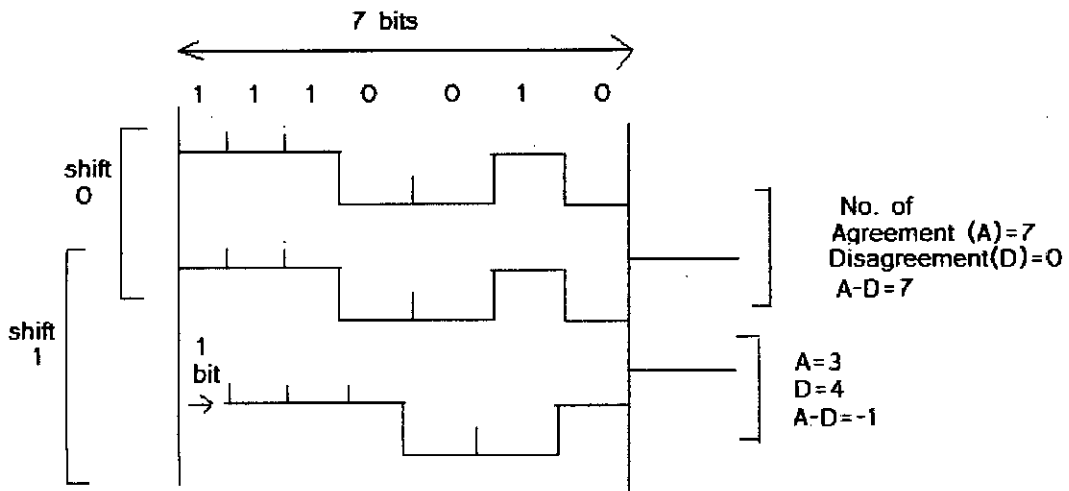 7 bits
1 1 1 0 0 1 0
shift
0
No. of
Agreement (A)=7
Disagreement(D)=0
A-D=7
shift
1
1
bit
A=3
D=4
A-D=-1